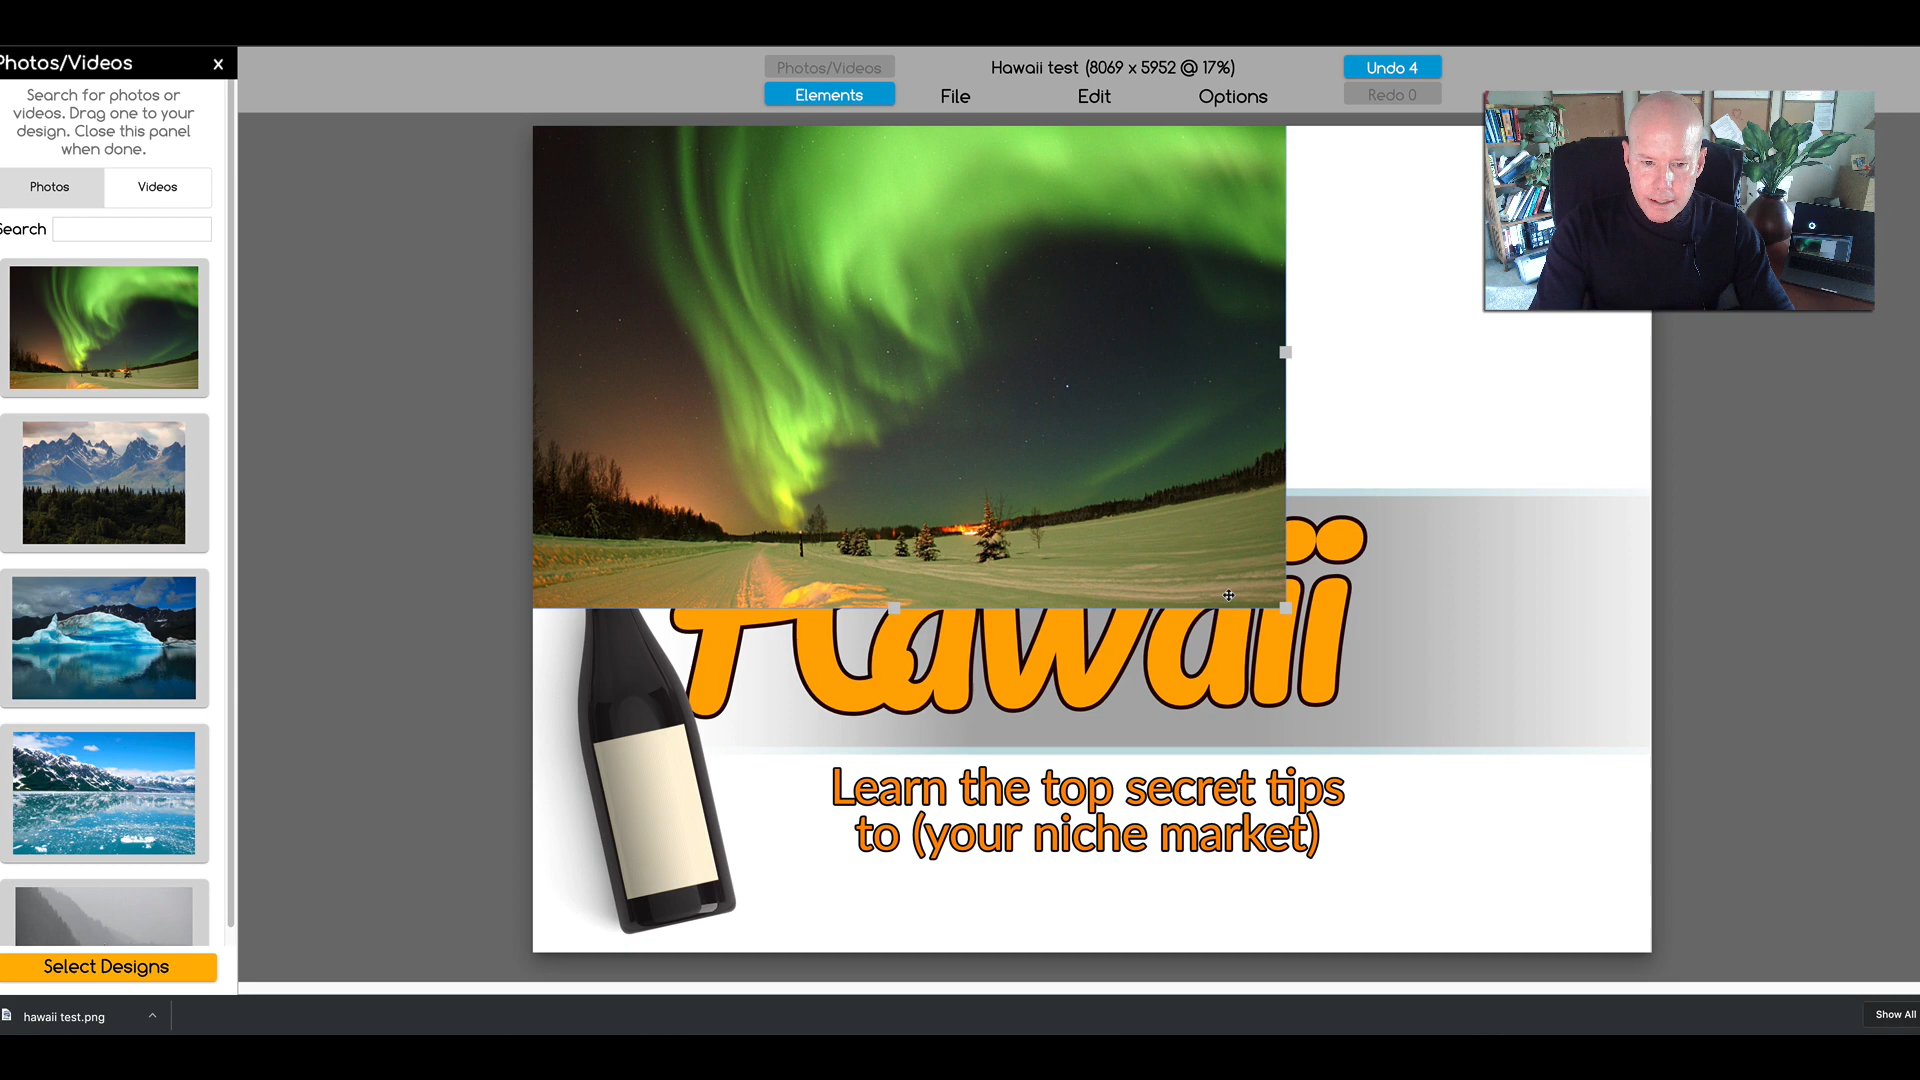 Photos/Videos x
Search for photos or
videos. Drag one to your
design. Close this panel
when done.
Photos Videos
Search
Select Designs
Photos/Videos
Elements
Hawaii test (8069 x 5952 @ 17%)
File Edit Options
Undo 4
Redo 0
Hawaii
Learn the top secret tips
to (your niche market)
hawaii test.png
Show All